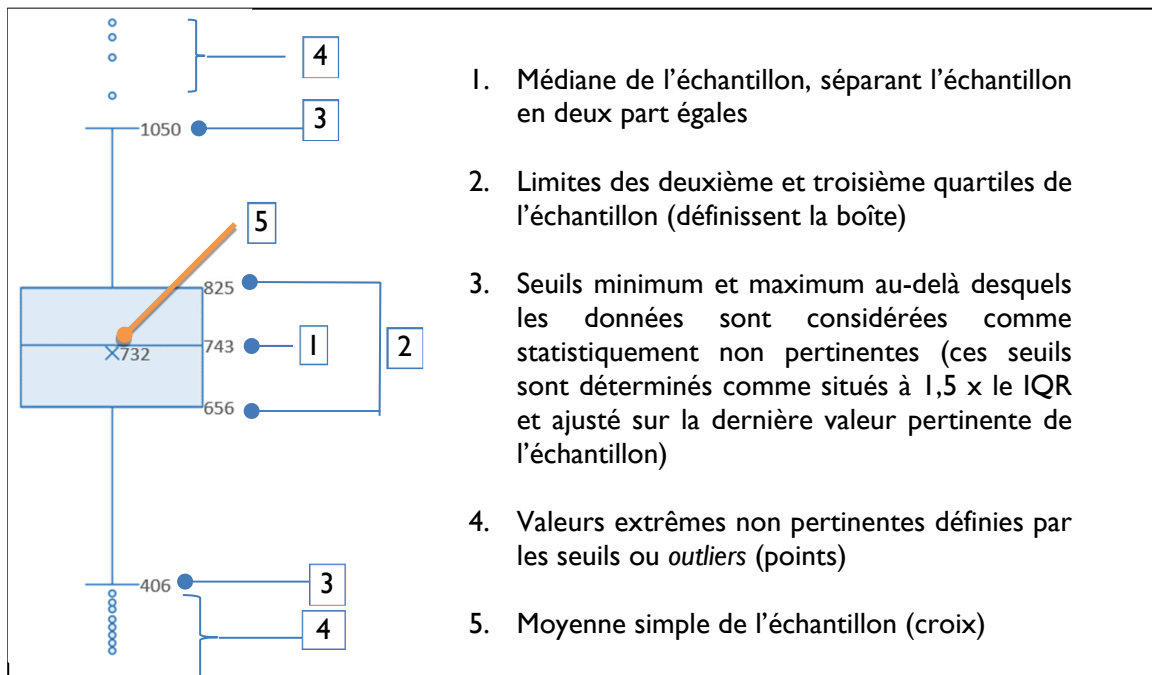 4
1050
3
5
825
743
1
2
732
656
406
3
4
1. Médiane de l'échantillon, séparant l'échantillon
en deux part égales
2. Limites des deuxième et troisième quartiles de
l'échantillon (définissent la boîte)
3. Seuils minimum et maximum au-delà desquels
les données sont considérées comme
statistiquement non pertinentes (ces seuils
sont déterminés comme situés à 1,5 x le IQR
et ajusté sur la dernière valeur pertinente de
l'échantillon)
4. Valeurs extrêmes non pertinentes définies par
les seuils ou outliers (points)
5. Moyenne simple de l'échantillon (croix)